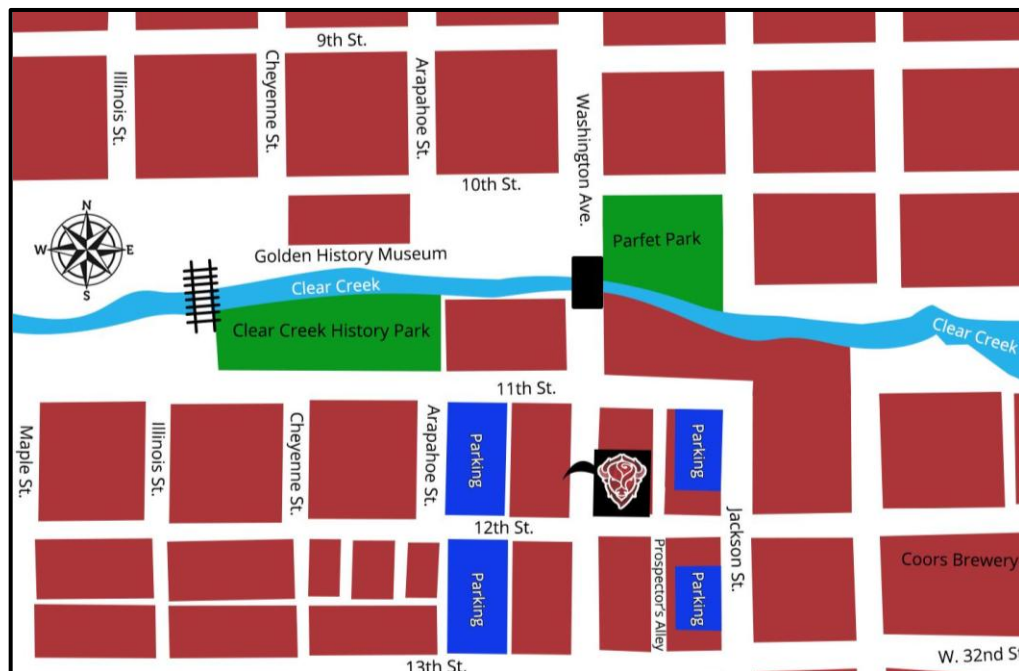 9th St.
Illinois St.
Cheyenne St.
Arapahoe St.
Washington Ave.
10th St.
N
W
E
S
Parfet Park
Golden History Museum
Clear Creek
Clear Creek
Clear Creek History Park
11th St.
Maple St.
Illinois St.
Cheyenne St.
Arapahoe St.
Parking
Parking
12th St.
Jackson St.
Prospector's Alley
Parking
Parking
Coors Brewery
13th St.
W. 32nd St